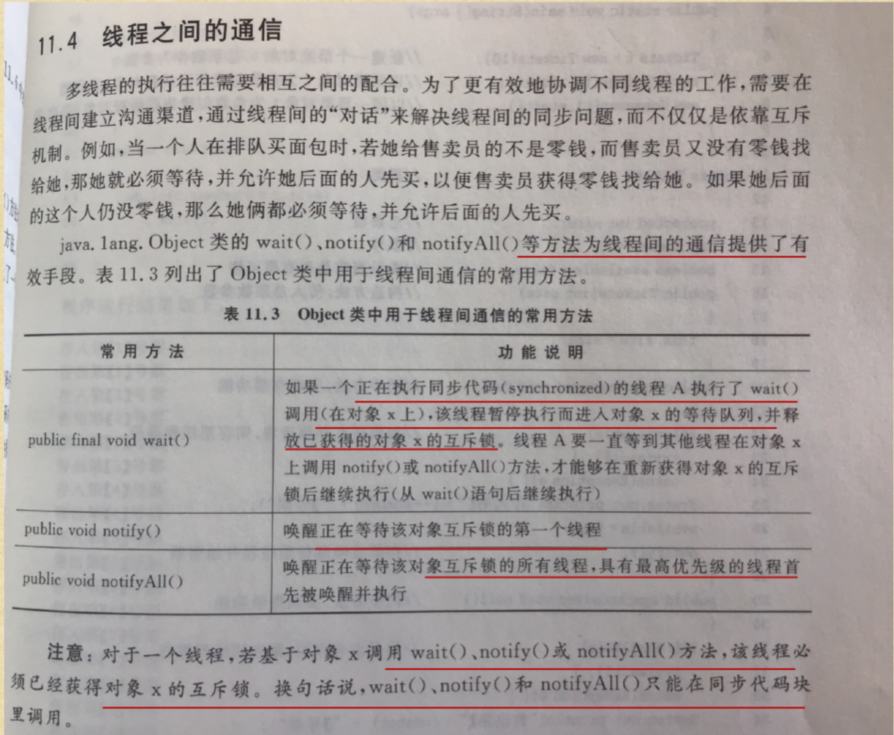 11.4 线程之间的通信
多线程的执行往往需要相互之间的配合。为了更有效地协调不同线程的工作,需要在
线程间建立沟通渠道,通过线程间的“对话”来解决线程间的同步问题,而不仅仅是依靠互斥
机制。例如,当一个人在排队买面包时,若她给售卖员的不是零钱,而售卖员又没有零钱找
给她,那她就必须等待,并允许她后面的人先买,以便售卖员获得零钱找给她。如果她后面
的这个人仍没零钱,那么她俩都必须等待,并允许后面的人先买。
java.lang.Object 类的 wait()、notify()和 notifyAll()等方法为线程间的通信提供了有
效手段。表 11.3 列出了 Object 类中用于线程间通信的常用方法。
表 11.3 Object 类中用于线程间通信的常用方法
常用方法 功能说明
public final void wait()
如果一个正在执行同步代码(synchronized)的线程 A 执行了 wait()
调用(在对象 x 上),该线程暂停执行而进入对象 x 的等待队列,并释
放已获得的对象 x 的互斥锁。线程 A 要一直等到其他线程在对象 x
上调用 notify()或 notifyAll()方法,才能够在重新获得对象 x 的互斥
锁后继续执行(从 wait()语句后继续执行)
public void notify() 唤醒正在等待该对象互斥锁的第一个线程
public void notifyAll()
唤醒正在等待该对象互斥锁的所有线程,具有最高优先级的线程首
先被唤醒并执行
注意:对于一个线程,若基于对象 x 调用 wait()、notify()或 notifyAll()方法,该线程必
须已经获得对象 x 的互斥锁。换句话说,wait()、notify()和 notifyAll()只能在同步代码块
里调用。